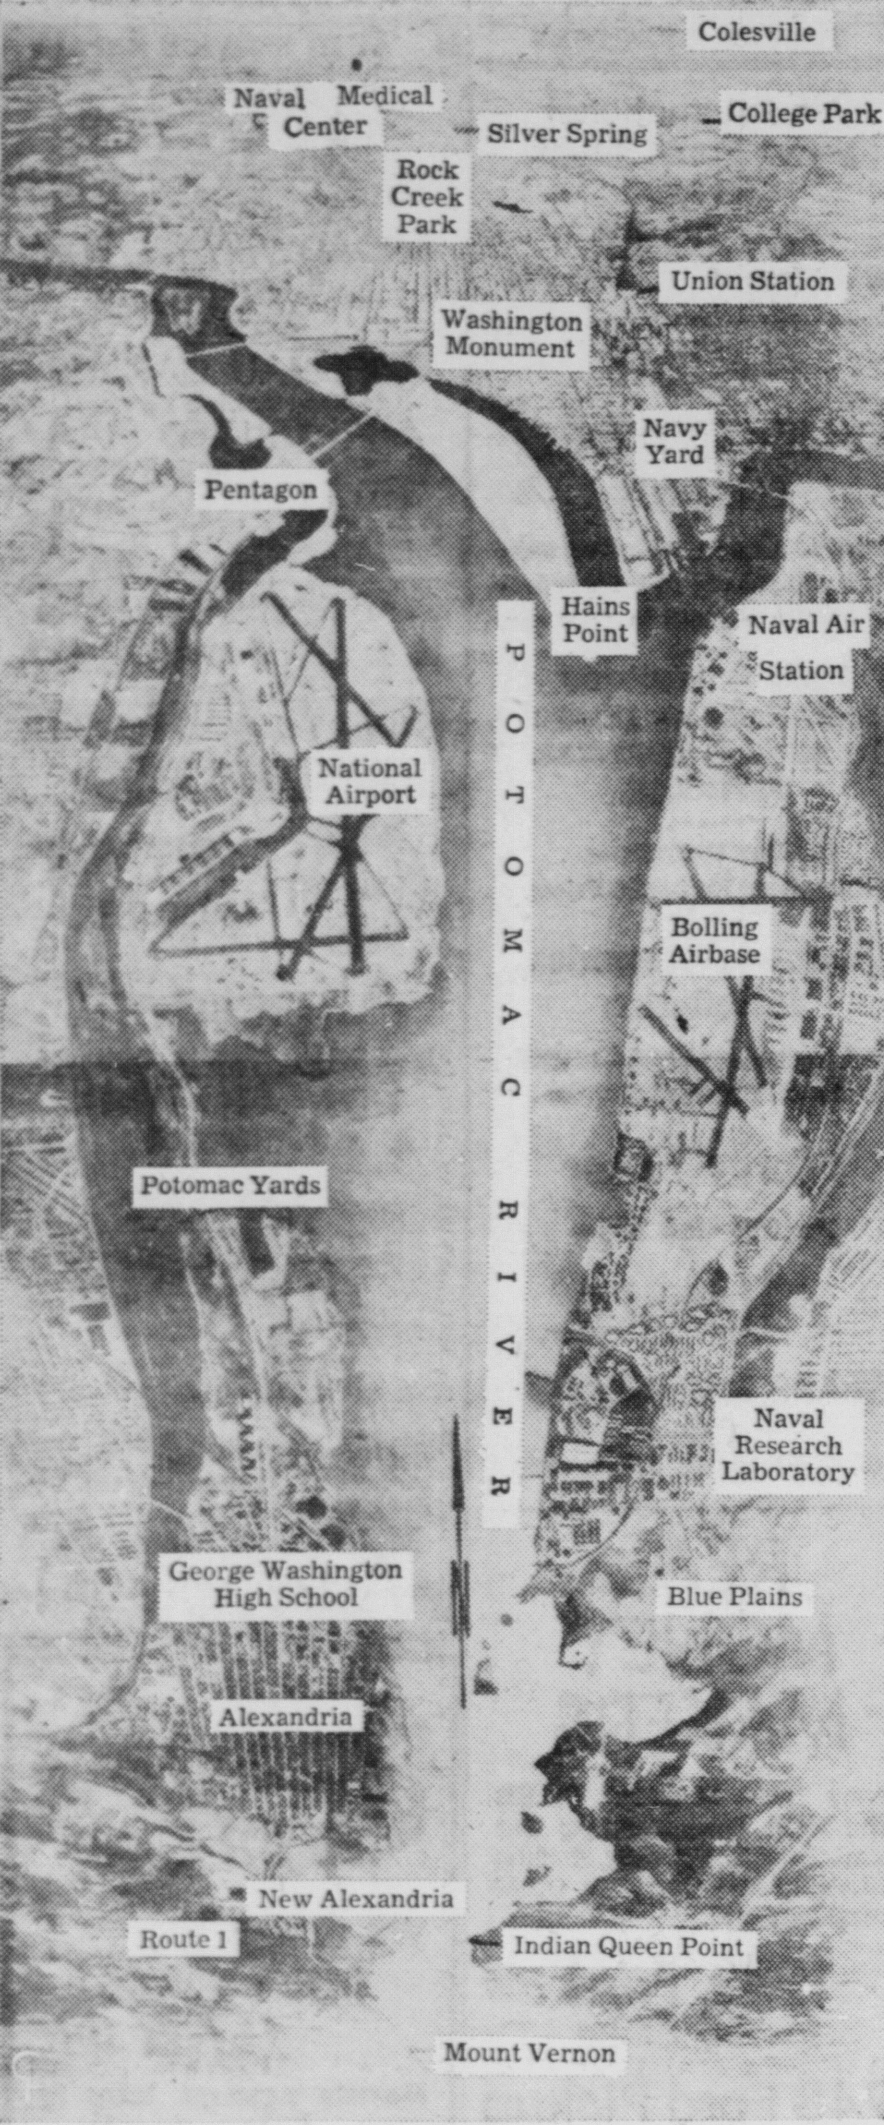 Colesville
Naval Medical
Center
College Park
Silver Spring
Rock
Creek
Park
Union Station
Washington
Monument
Navy
Yard
Pentagon
Hains
Point
Naval Air
Station
National
Airport
Bolling
Airbase
POTOMAC RIVER
Potomac Yards
Naval
Research
Laboratory
George Washington
High School
Blue Plains
Alexandria
New Alexandria
Route 1
Indian Queen Point
Mount Vernon